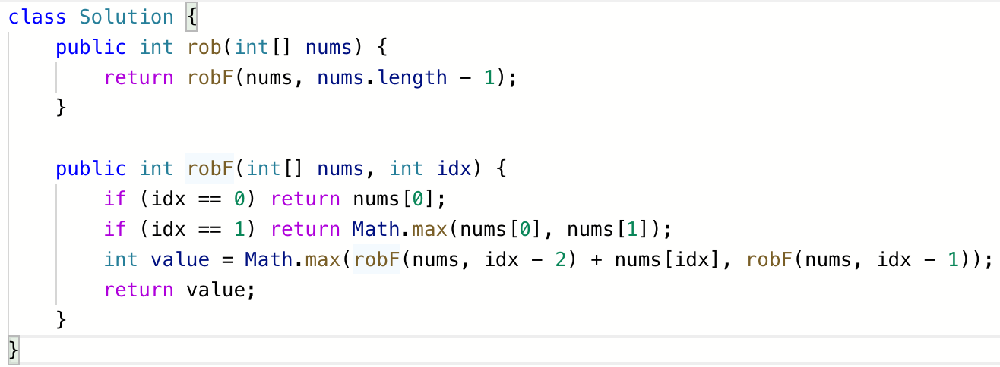 class Solution {
    public int rob(int[] nums) {
        return robF(nums, nums.length - 1);
    }

    public int robF(int[] nums, int idx) {
        if (idx == 0) return nums[0];
        if (idx == 1) return Math.max(nums[0], nums[1]);
        int value = Math.max(robF(nums, idx - 2) + nums[idx], robF(nums, idx - 1));
        return value;
    }
}